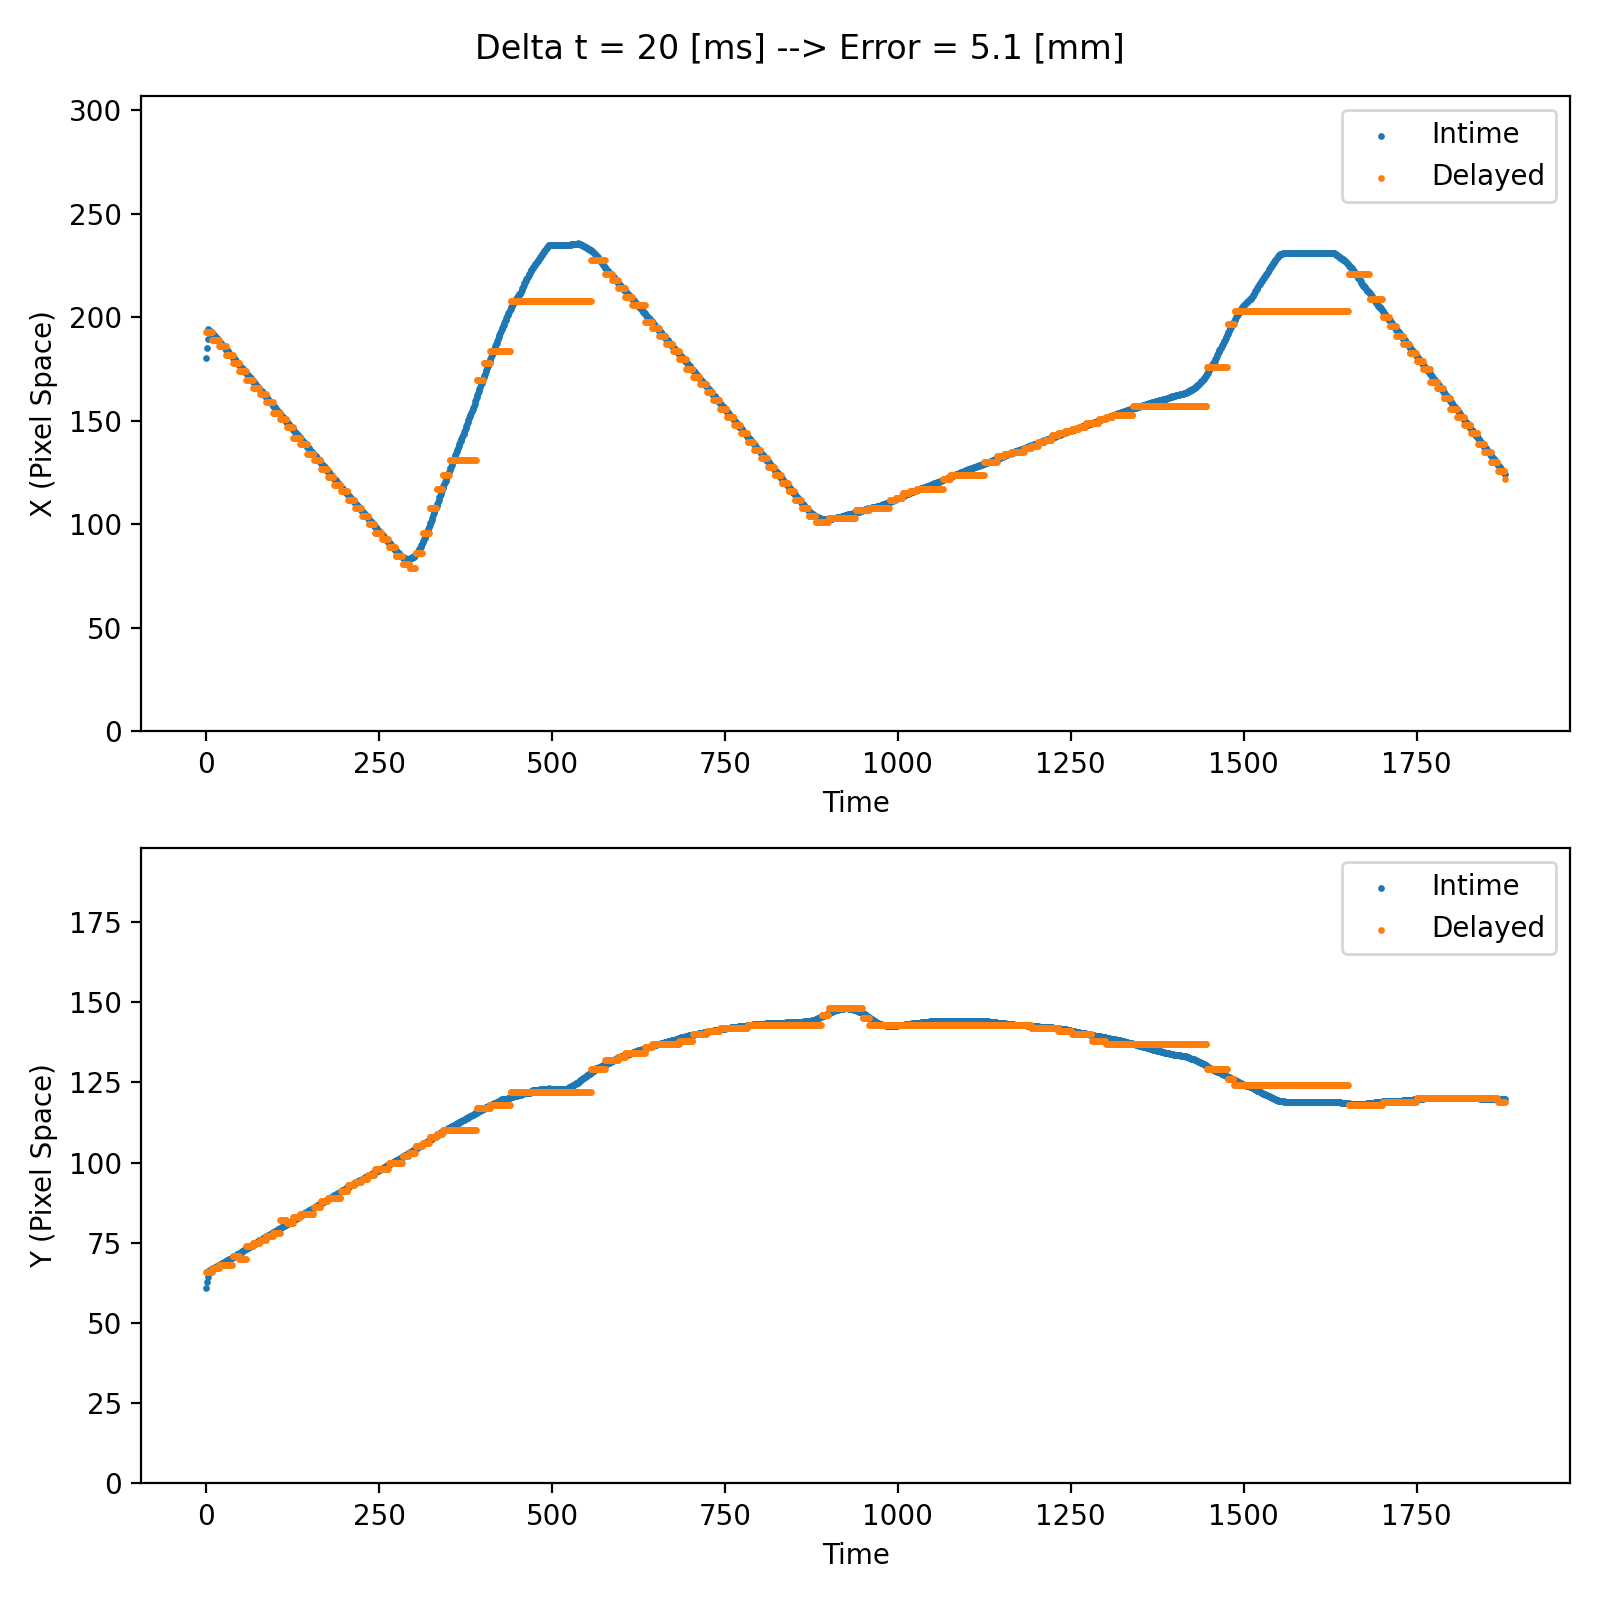 Delta t = 20 [ms] --> Error = 5.1 [mm]
300
250
200
150
100
50
0
X (Pixel Space)
Intime
Delayed
0 250 500 750 1000 1250 1500 1750
Time
175
150
125
100
75
50
25
0
Y (Pixel Space)
Intime
Delayed
0 250 500 750 1000 1250 1500 1750
Time